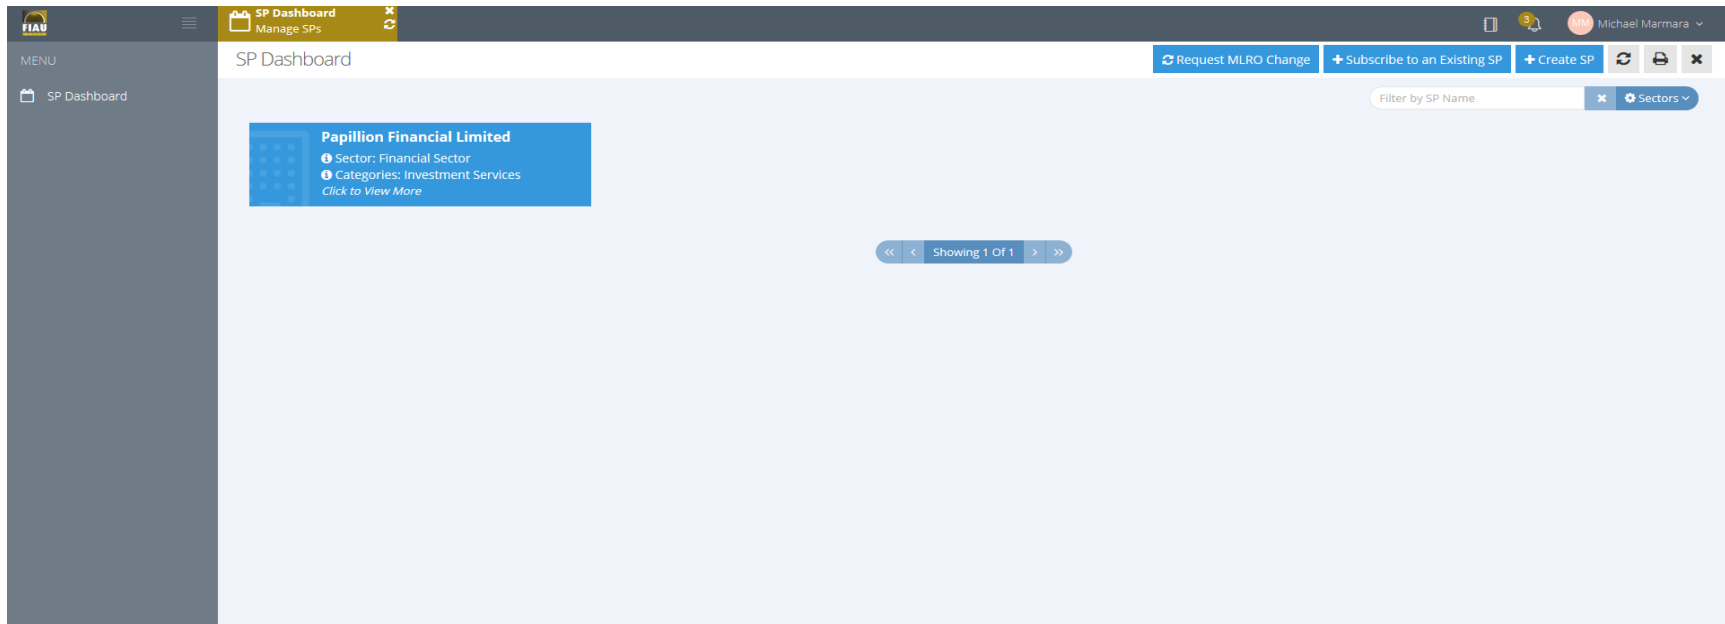 FIAU
SP Dashboard
Manage SPs
3
MM
Michael Marmara
MENU
SP Dashboard
SP Dashboard
Request MLRO Change
Subscribe to an Existing SP
Create SP
Filter by SP Name
Sectors
Papillion Financial Limited
Sector: Financial Sector
Categories: Investment Services
Click to View More
Showing 1 Of 1